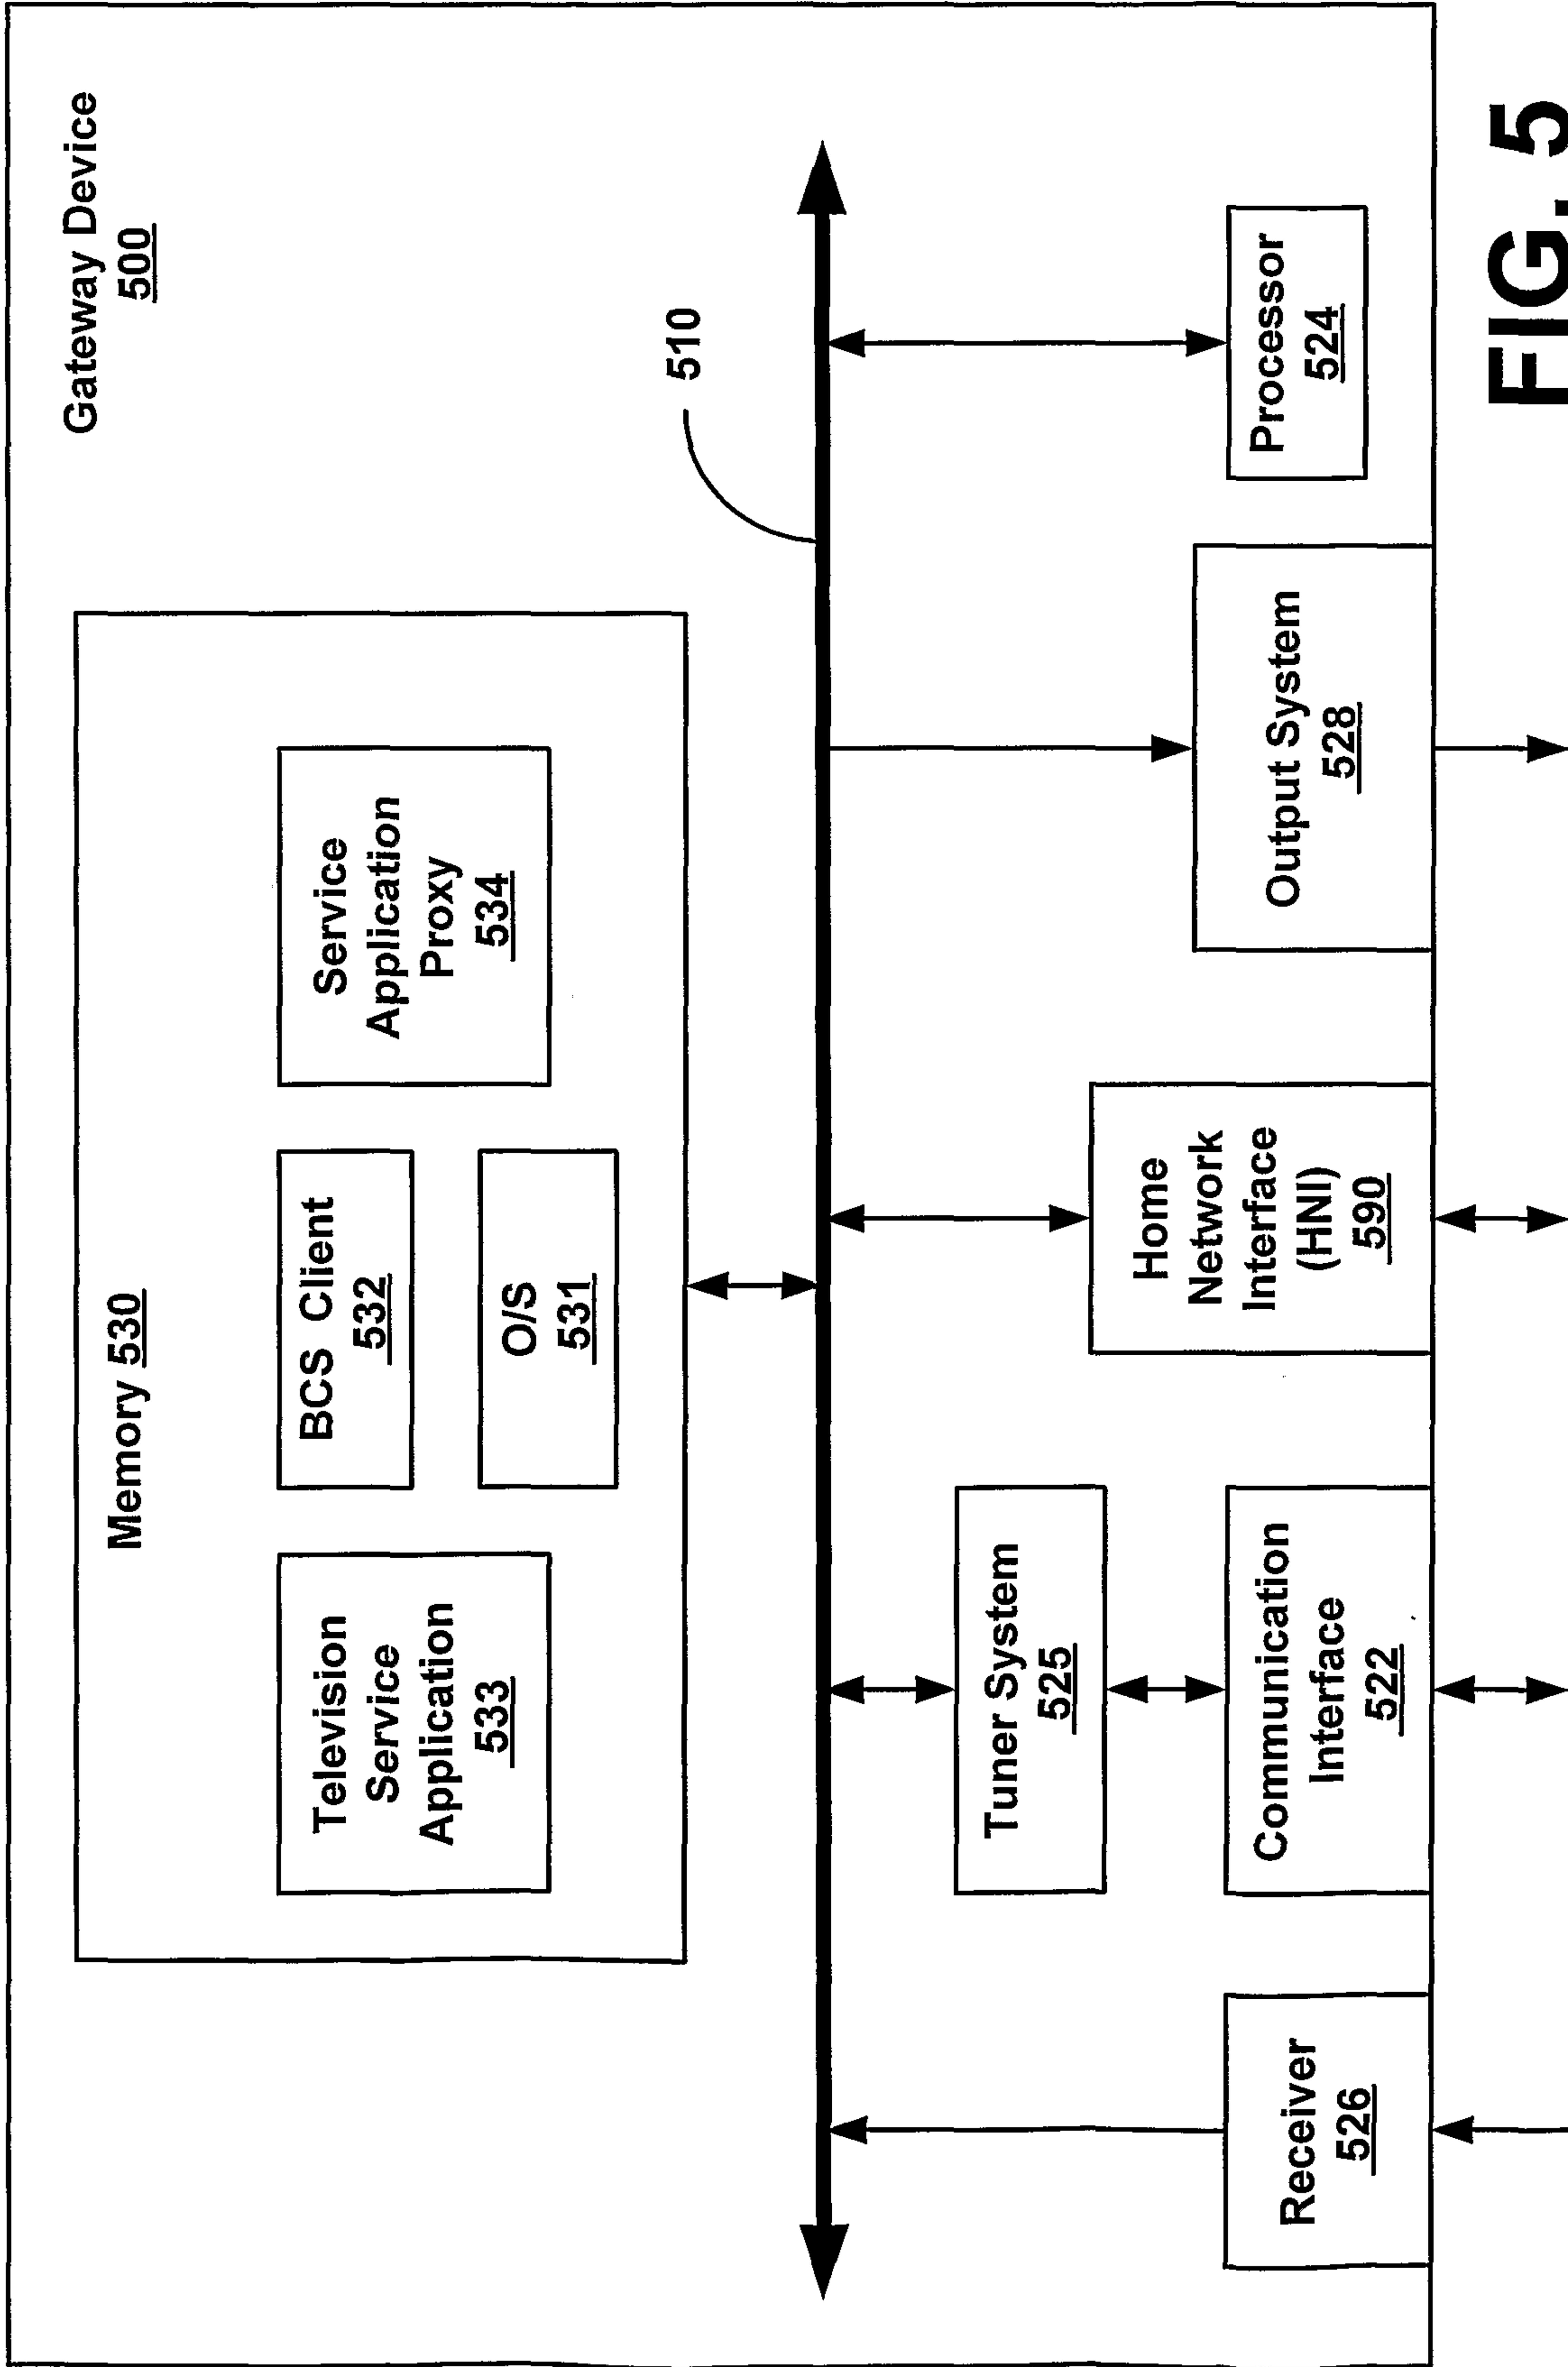 Gateway Device
500
Memory 530
Television
Service
Application
533
BCS Client
532
O/S
531
Service
Application
Proxy
534
510
Receiver
526
Tuner System
525
Communication
Interface
522
Home
Network
Interface
(HNI)
590
Output System
528
Processor
524
FIG. 5